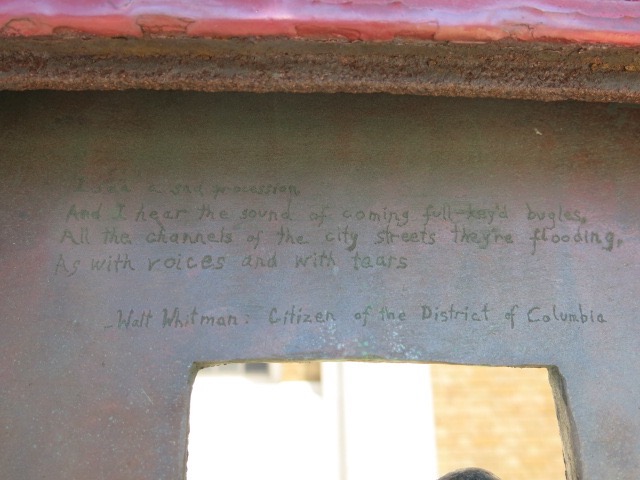 I see a sad procession,
And I hear the sound of coming full-key'd bugles,
All the channels of the city streets they're flooding,
As with voices and with tears
-Walt Whitman: Citizen of the District of Columbia